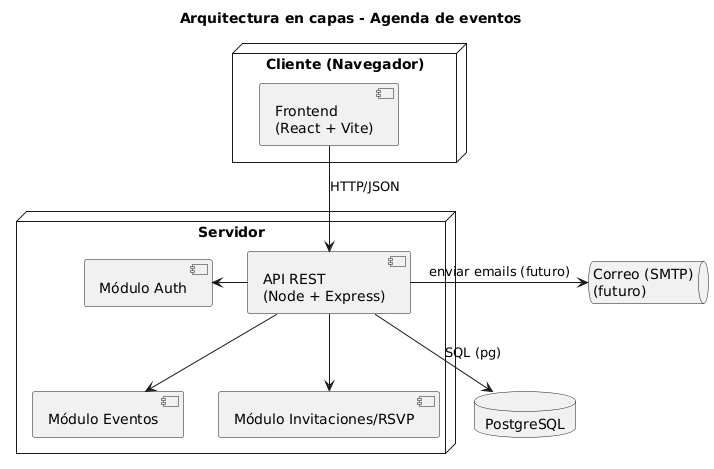 Arquitectura en capas - Agenda de eventos
Cliente (Navegador)
Frontend
(React + Vite)
HTTP/JSON
Servidor
Módulo Auth
API REST
(Node + Express)
enviar emails (futuro)
Correo (SMTP)
(futuro)
SQL (pg)
Módulo Eventos
Módulo Invitaciones/RSVP
PostgreSQL